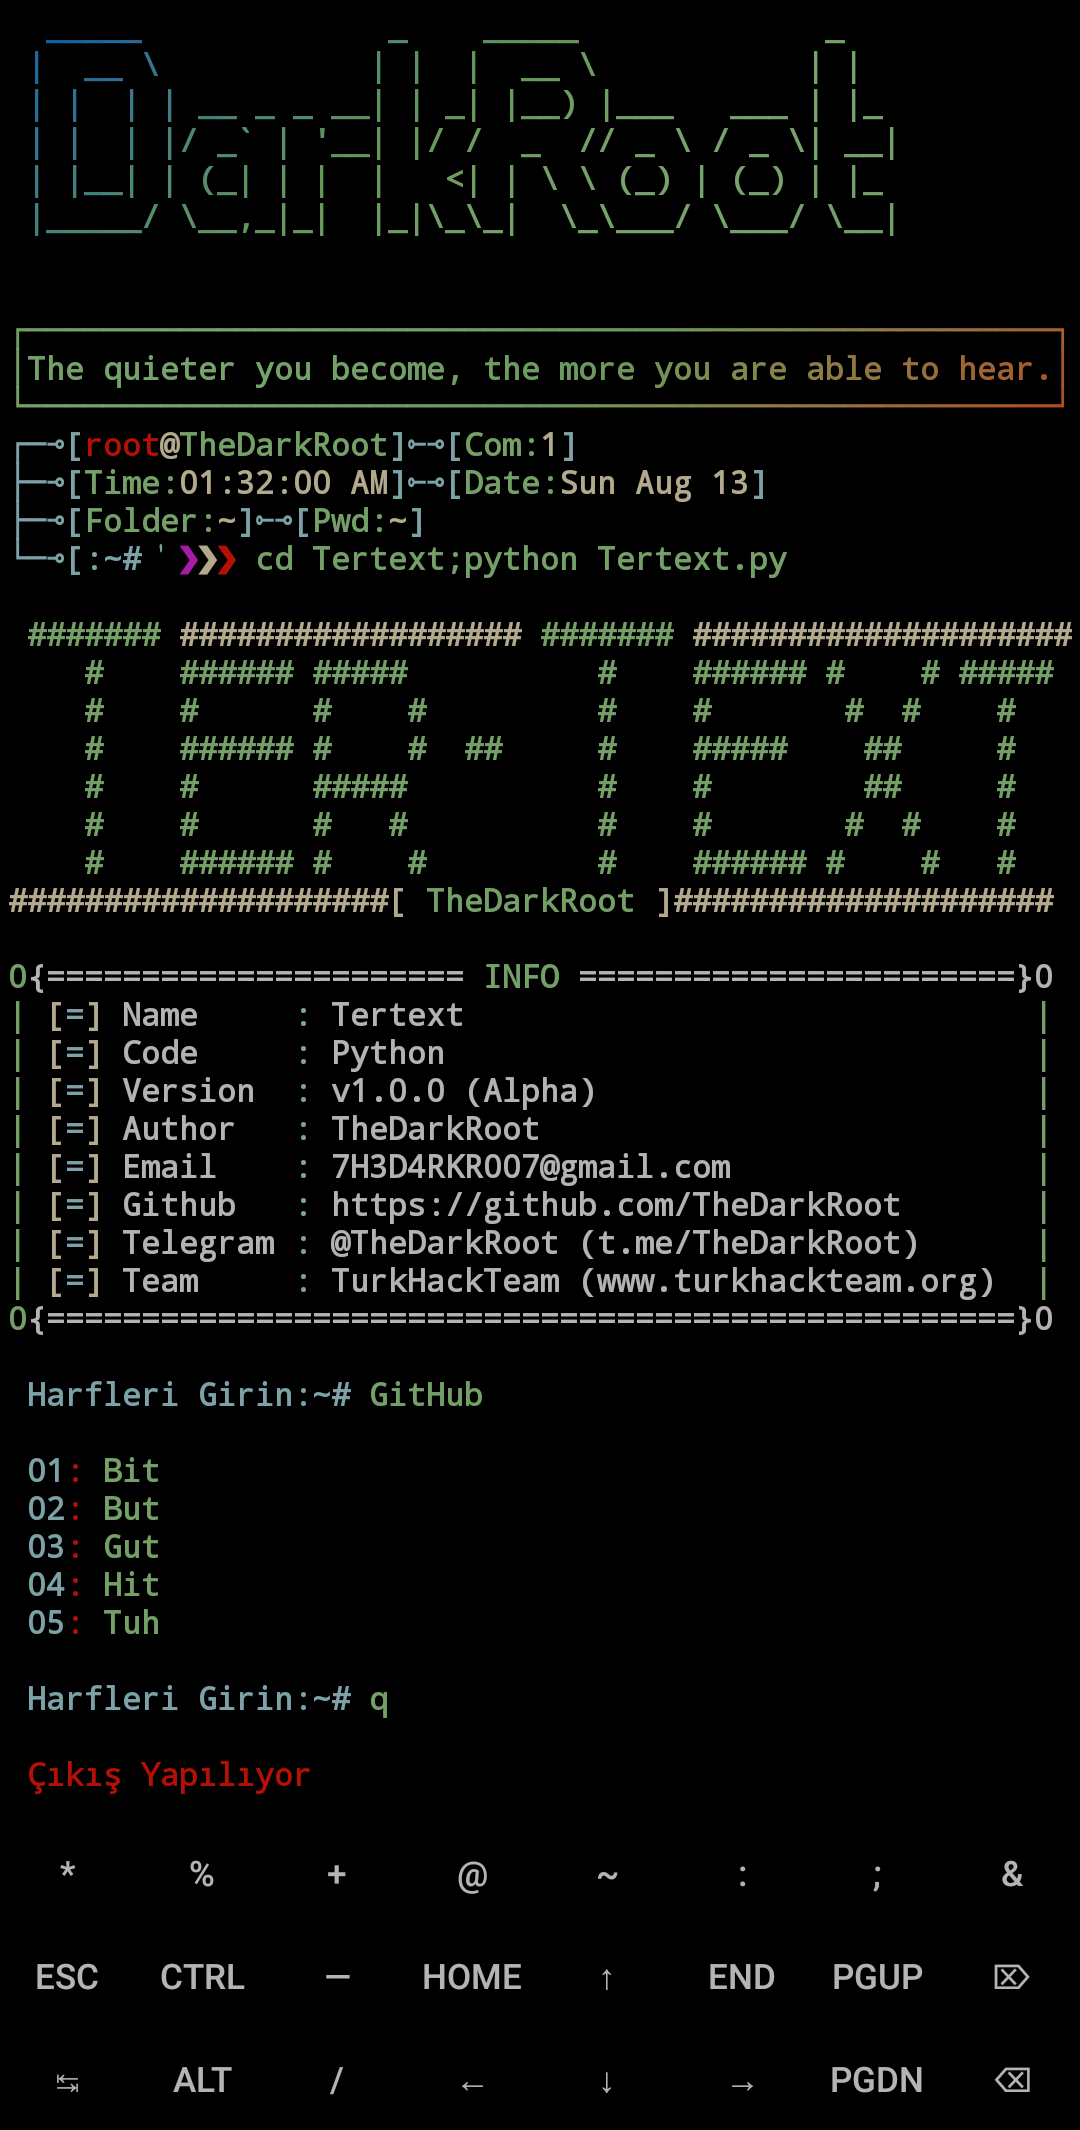 DarkRoot
The quieter you become, the more you are able to hear.
[root@TheDarkRoot][Com:1]
[Time:01:32:00 AM][Date:Sun Aug 13]
[Folder:~][Pwd:~]
[:~# ' ❯❯❯ cd Tertext;python Tertext.py
TER-TEXT
####################[ TheDarkRoot ]####################
O{====================== INFO =======================}O
| [=] Name     : Tertext |
| [=] Code     : Python |
| [=] Version  : v1.0.0 (Alpha) |
| [=] Author   : TheDarkRoot |
| [=] Email    : 7H3D4RKR007@gmail.com |
| [=] Github   : https://github.com/TheDarkRoot |
| [=] Telegram : @TheDarkRoot (t.me/TheDarkRoot) |
| [=] Team     : TurkHackTeam (www.turkhackteam.org) |
O{===================================================}O
Harfleri Girin:~# GitHub
01: Bit
02: But
03: Gut
04: Hit
05: Tuh
Harfleri Girin:~# q
Çıkış Yapılıyor
* % + @ ~ : ; &
ESC CTRL — HOME ↑ END PGUP ⌦
↹ ALT / ← ↓ → PGDN ⌫